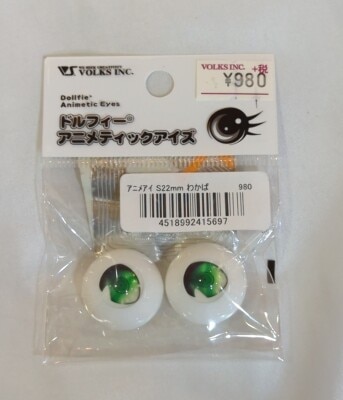 VOLKS INC.
VOLKS INC. +税
¥980
Dollfie®
Animetic Eyes
ドルフィー®
アニメティックアイズ
アニメアイ S22mm わかば 980
4518992415697